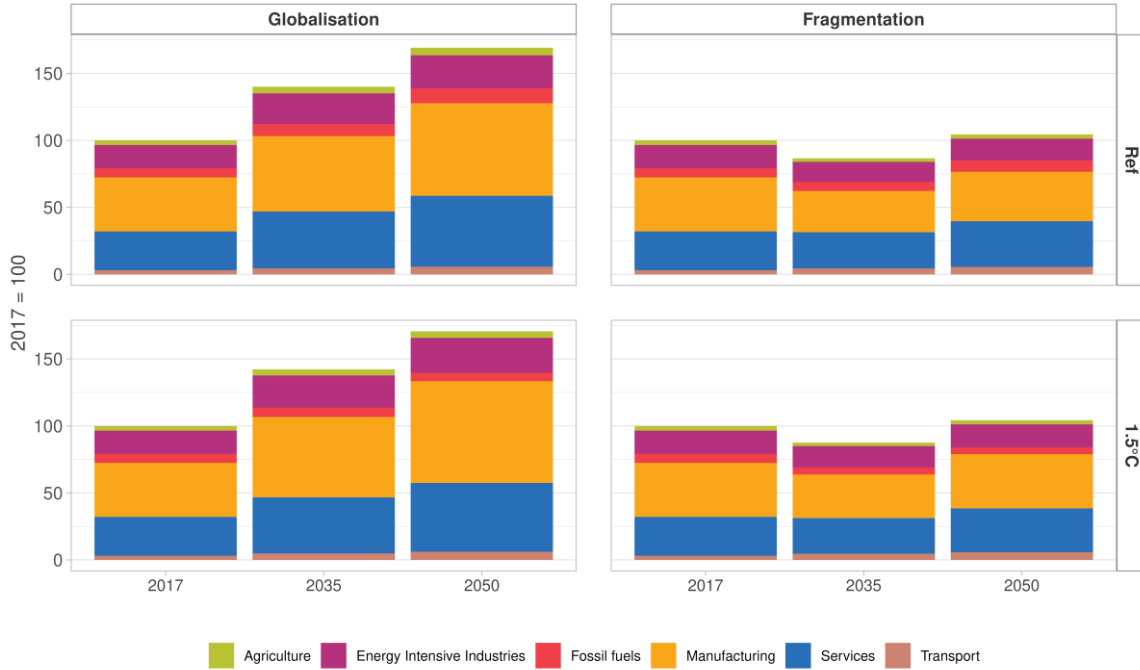 Globalisation Fragmentation
150
100
50
0
Ref
2017 = 100
150
100
50
0
1.5°C
2017 2035 2050 2017 2035 2050
Agriculture Energy Intensive Industries Fossil fuels Manufacturing Services Transport